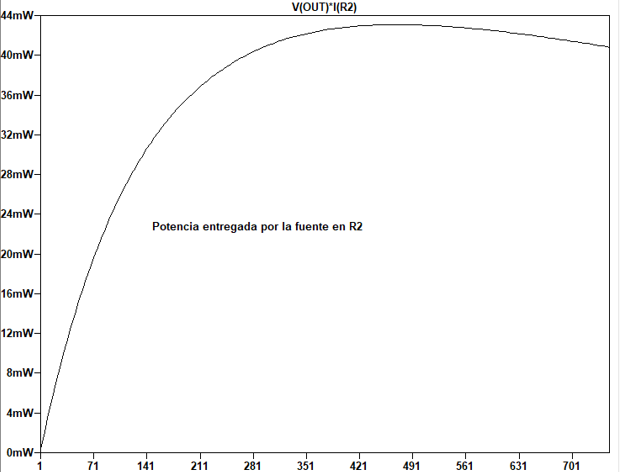 V(OUT)*I(R2)
44mW
40mW
36mW
32mW
28mW
24mW
20mW
16mW
12mW
8mW
4mW
0mW
Potencia entregada por la fuente en R2
1 71 141 211 281 351 421 491 561 631 701